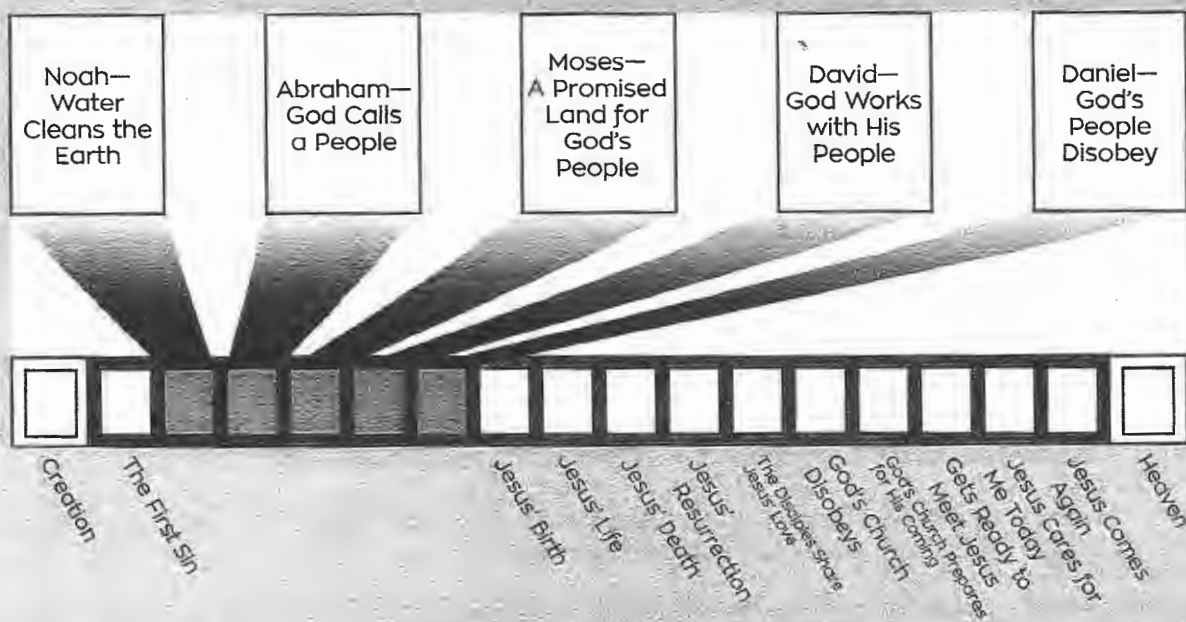 Noah—
Water
Cleans the
Earth
Abraham—
God Calls
a People
Moses—
A Promised
Land for
God's
People
David—
God Works
with His
People
Daniel—
God's
People
Disobey
Creation
The First Sin
Jesus' Birth
Jesus' Life
Jesus' Death
Jesus'
Resurrection
The Disciples Share
Jesus' Love
God's Church
Disobeys
God's Church Prepares
for His Coming
Gets Ready to
Meet Jesus
Jesus Cares for
Me Today
Jesus Comes
Again
Heaven